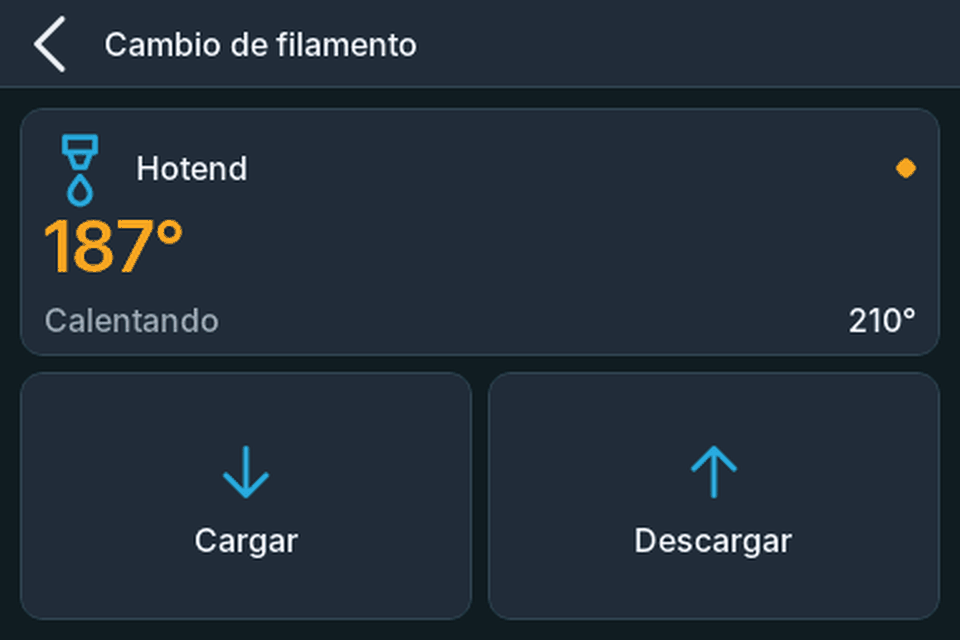 Cambio de filamento
Hotend
187°
Calentando
210°
Cargar
Descargar